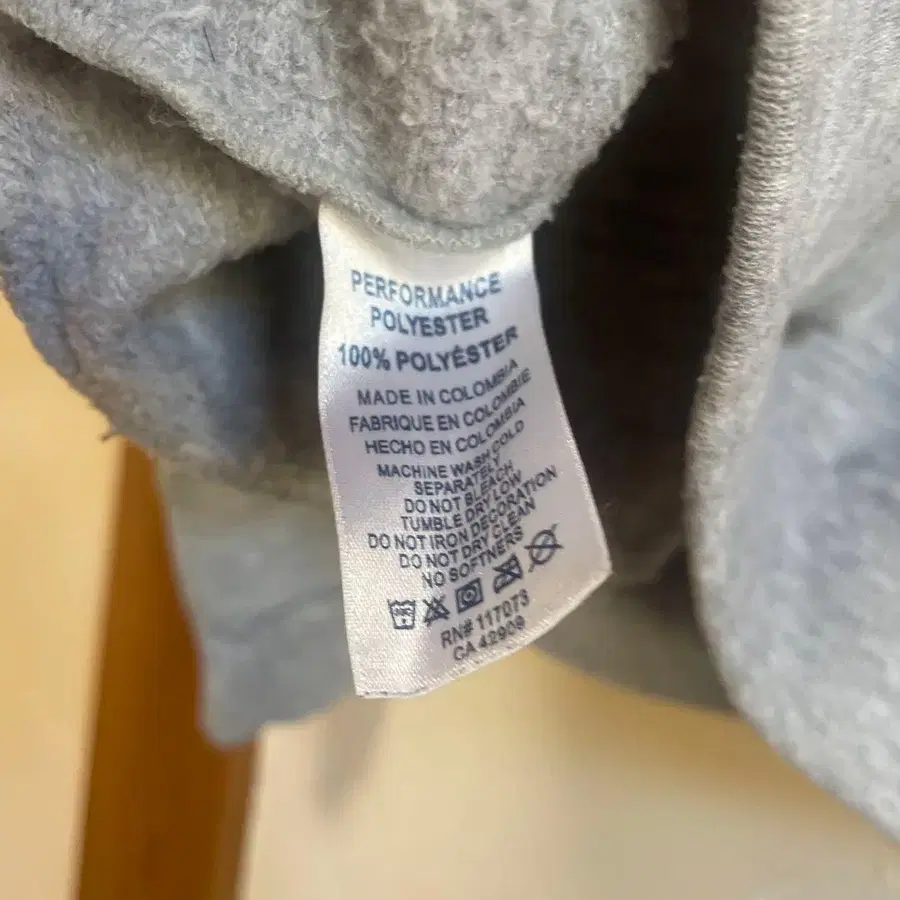 PERFORMANCE
POLYESTER
100% POLYÉSTER
MADE IN COLOMBIA
FABRIQUE EN COLOMBIE
HECHO EN COLOMBIA
MACHINE WASH COLD
SEPARATELY
DO NOT BLEACH
TUMBLE DRY LOW
DO NOT IRON DECORATION
DO NOT DRY CLEAN
NO SOFTNERS
RN# 117073
CA 42909